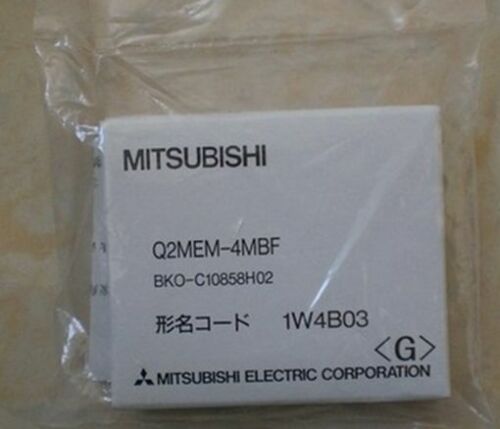 MITSUBISHI
Q2MEM-4MBF
BKO-C10858H02
形名コード 1W4B03
<G>
MITSUBISHI ELECTRIC CORPORATION